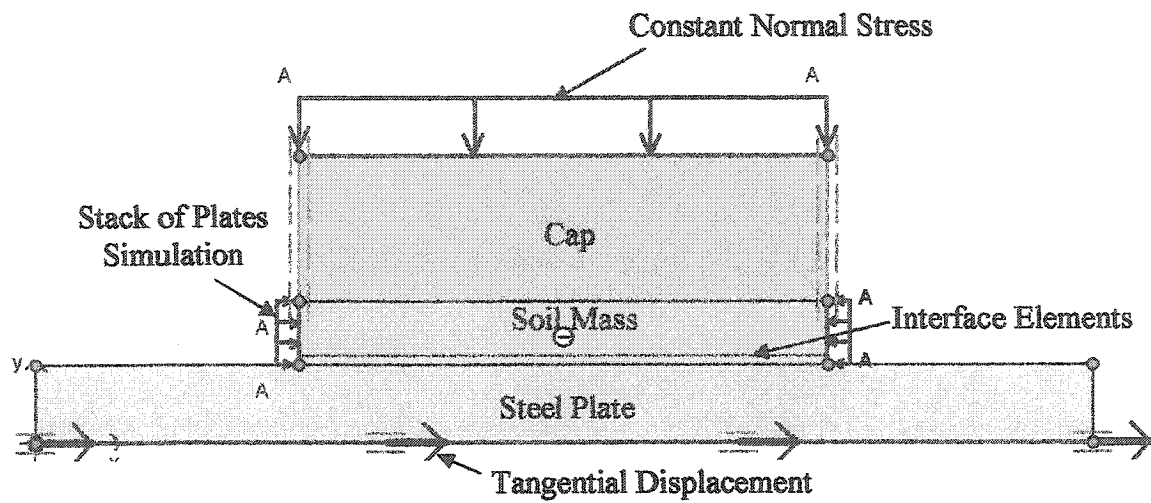 Constant Normal Stress
A A
Stack of Plates
Simulation
Cap
A A
Soil Mass
Interface Elements
A A
y
Steel Plate
Tangential Displacement